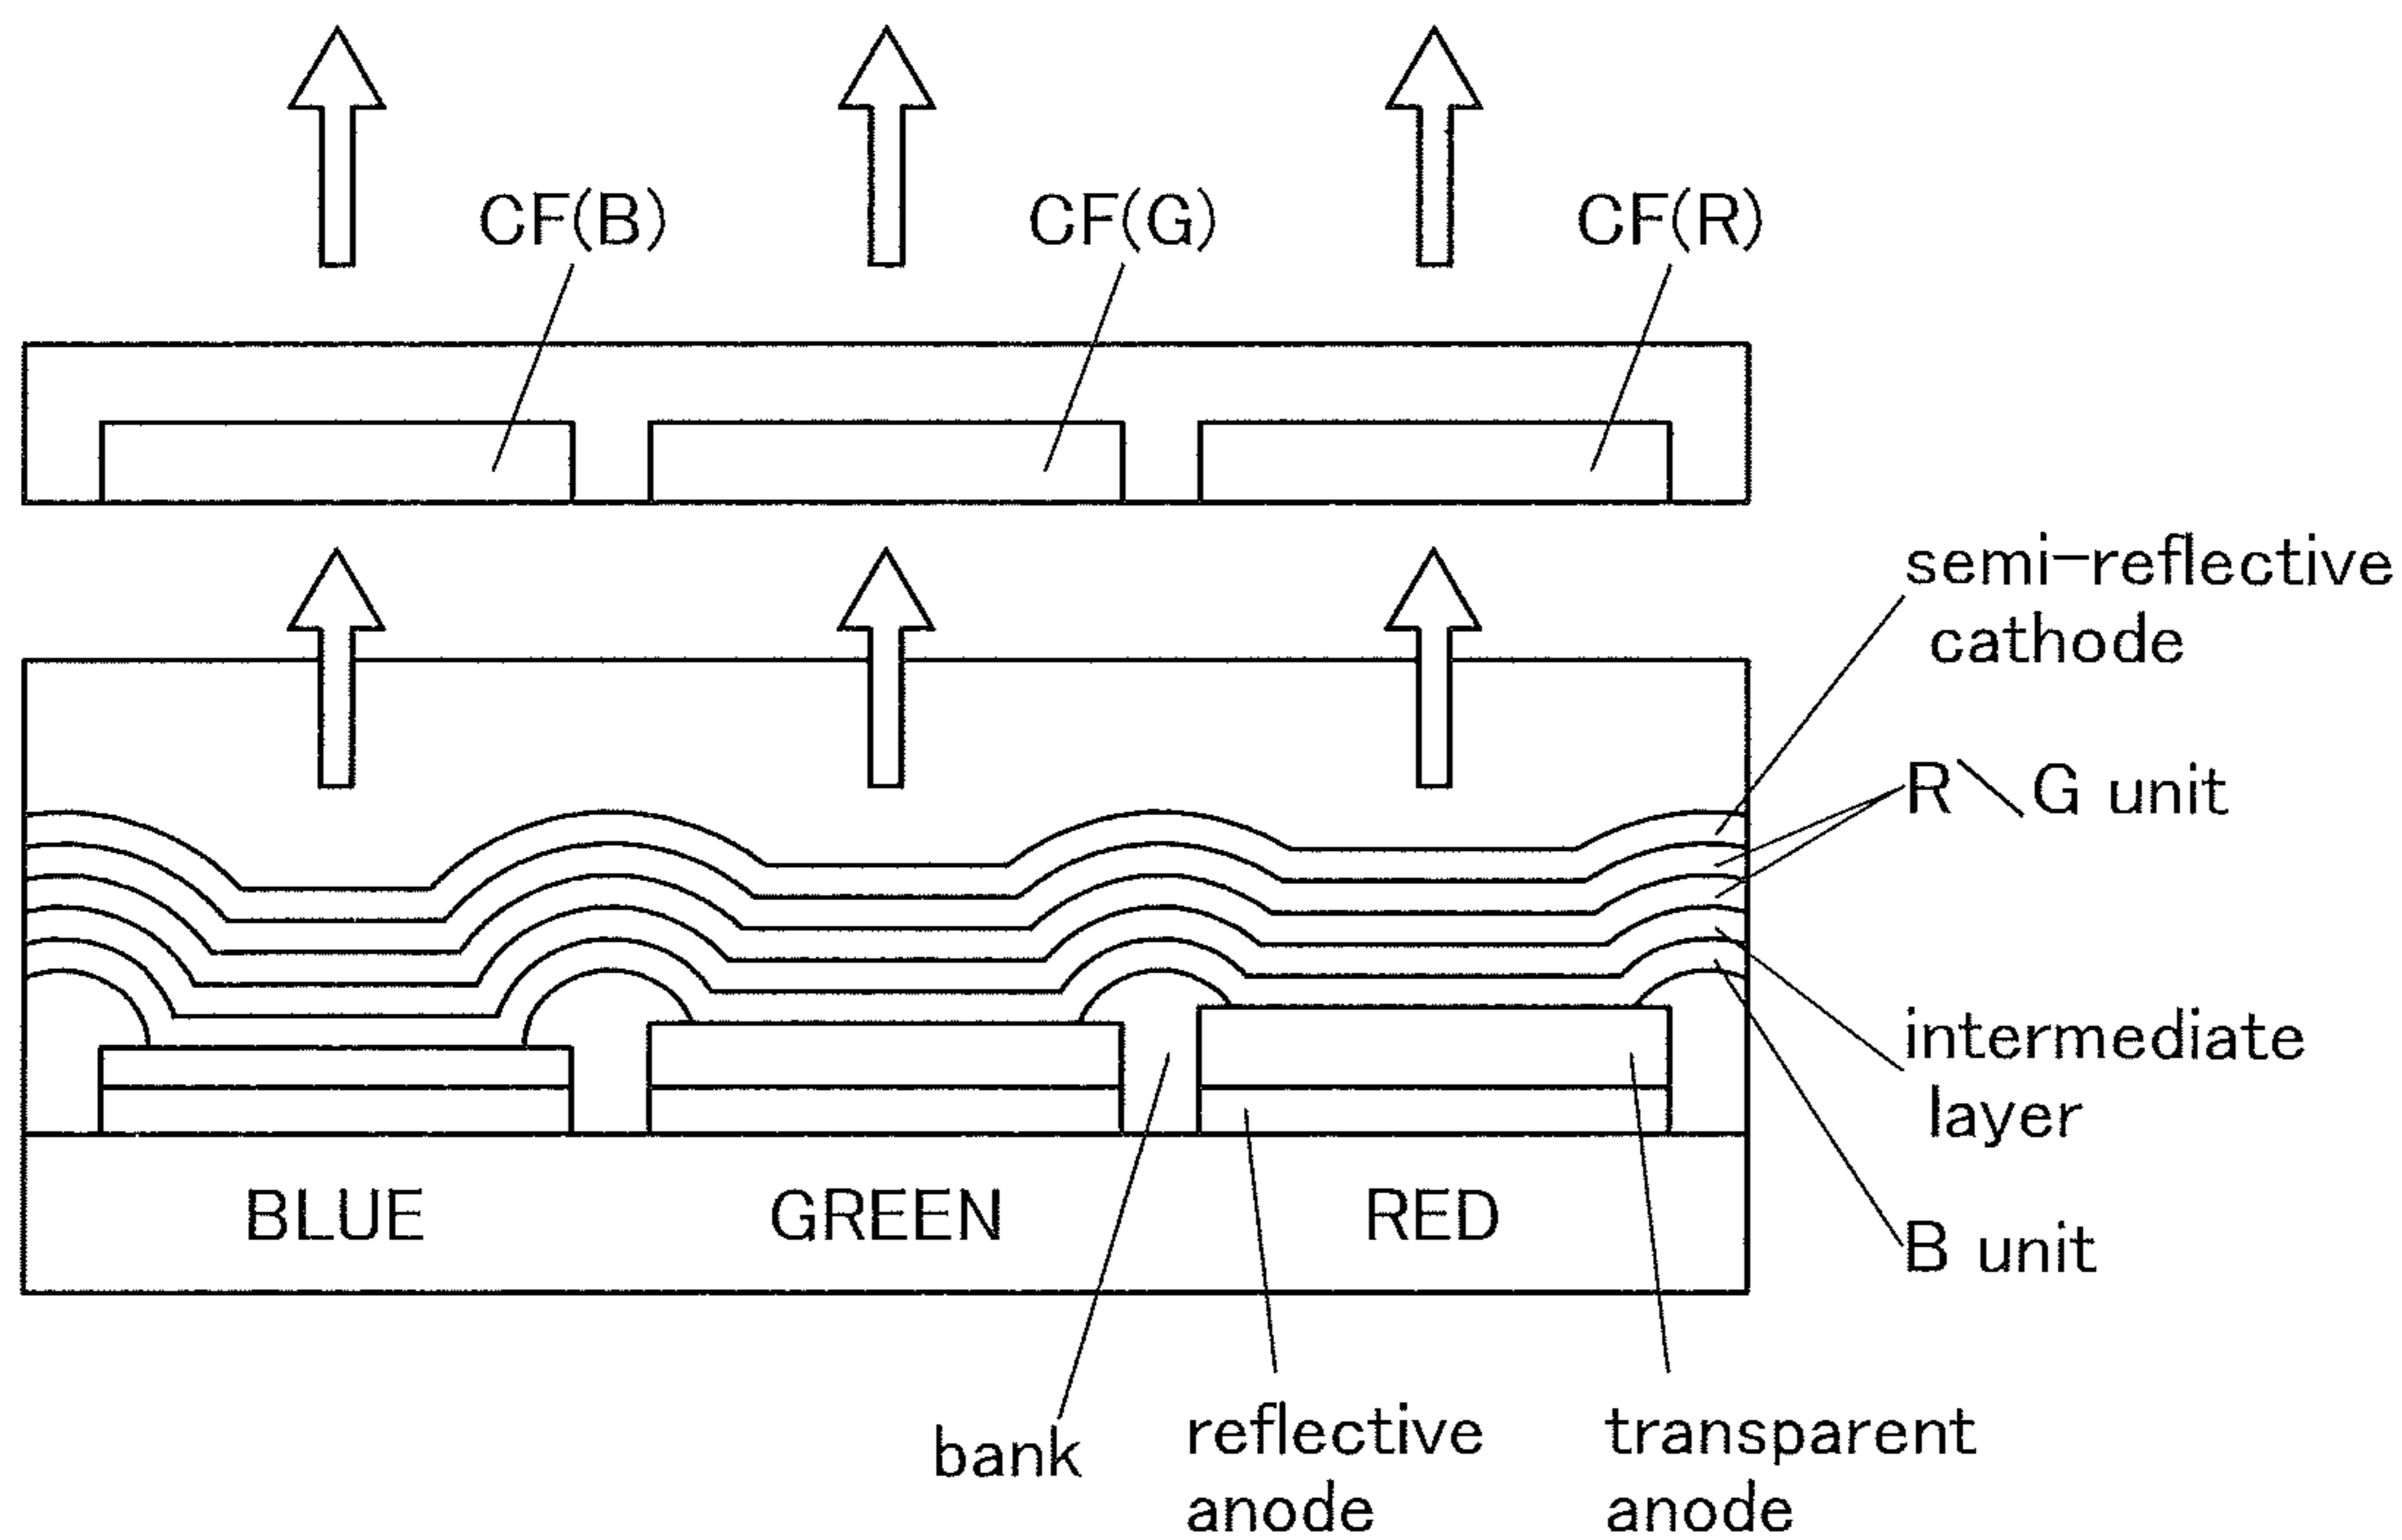 CF(B) CF(G) CF(R)
semi-reflective
cathode
R\G unit
intermediate
layer
BLUE GREEN RED
B unit
bank
reflective
anode
transparent
anode